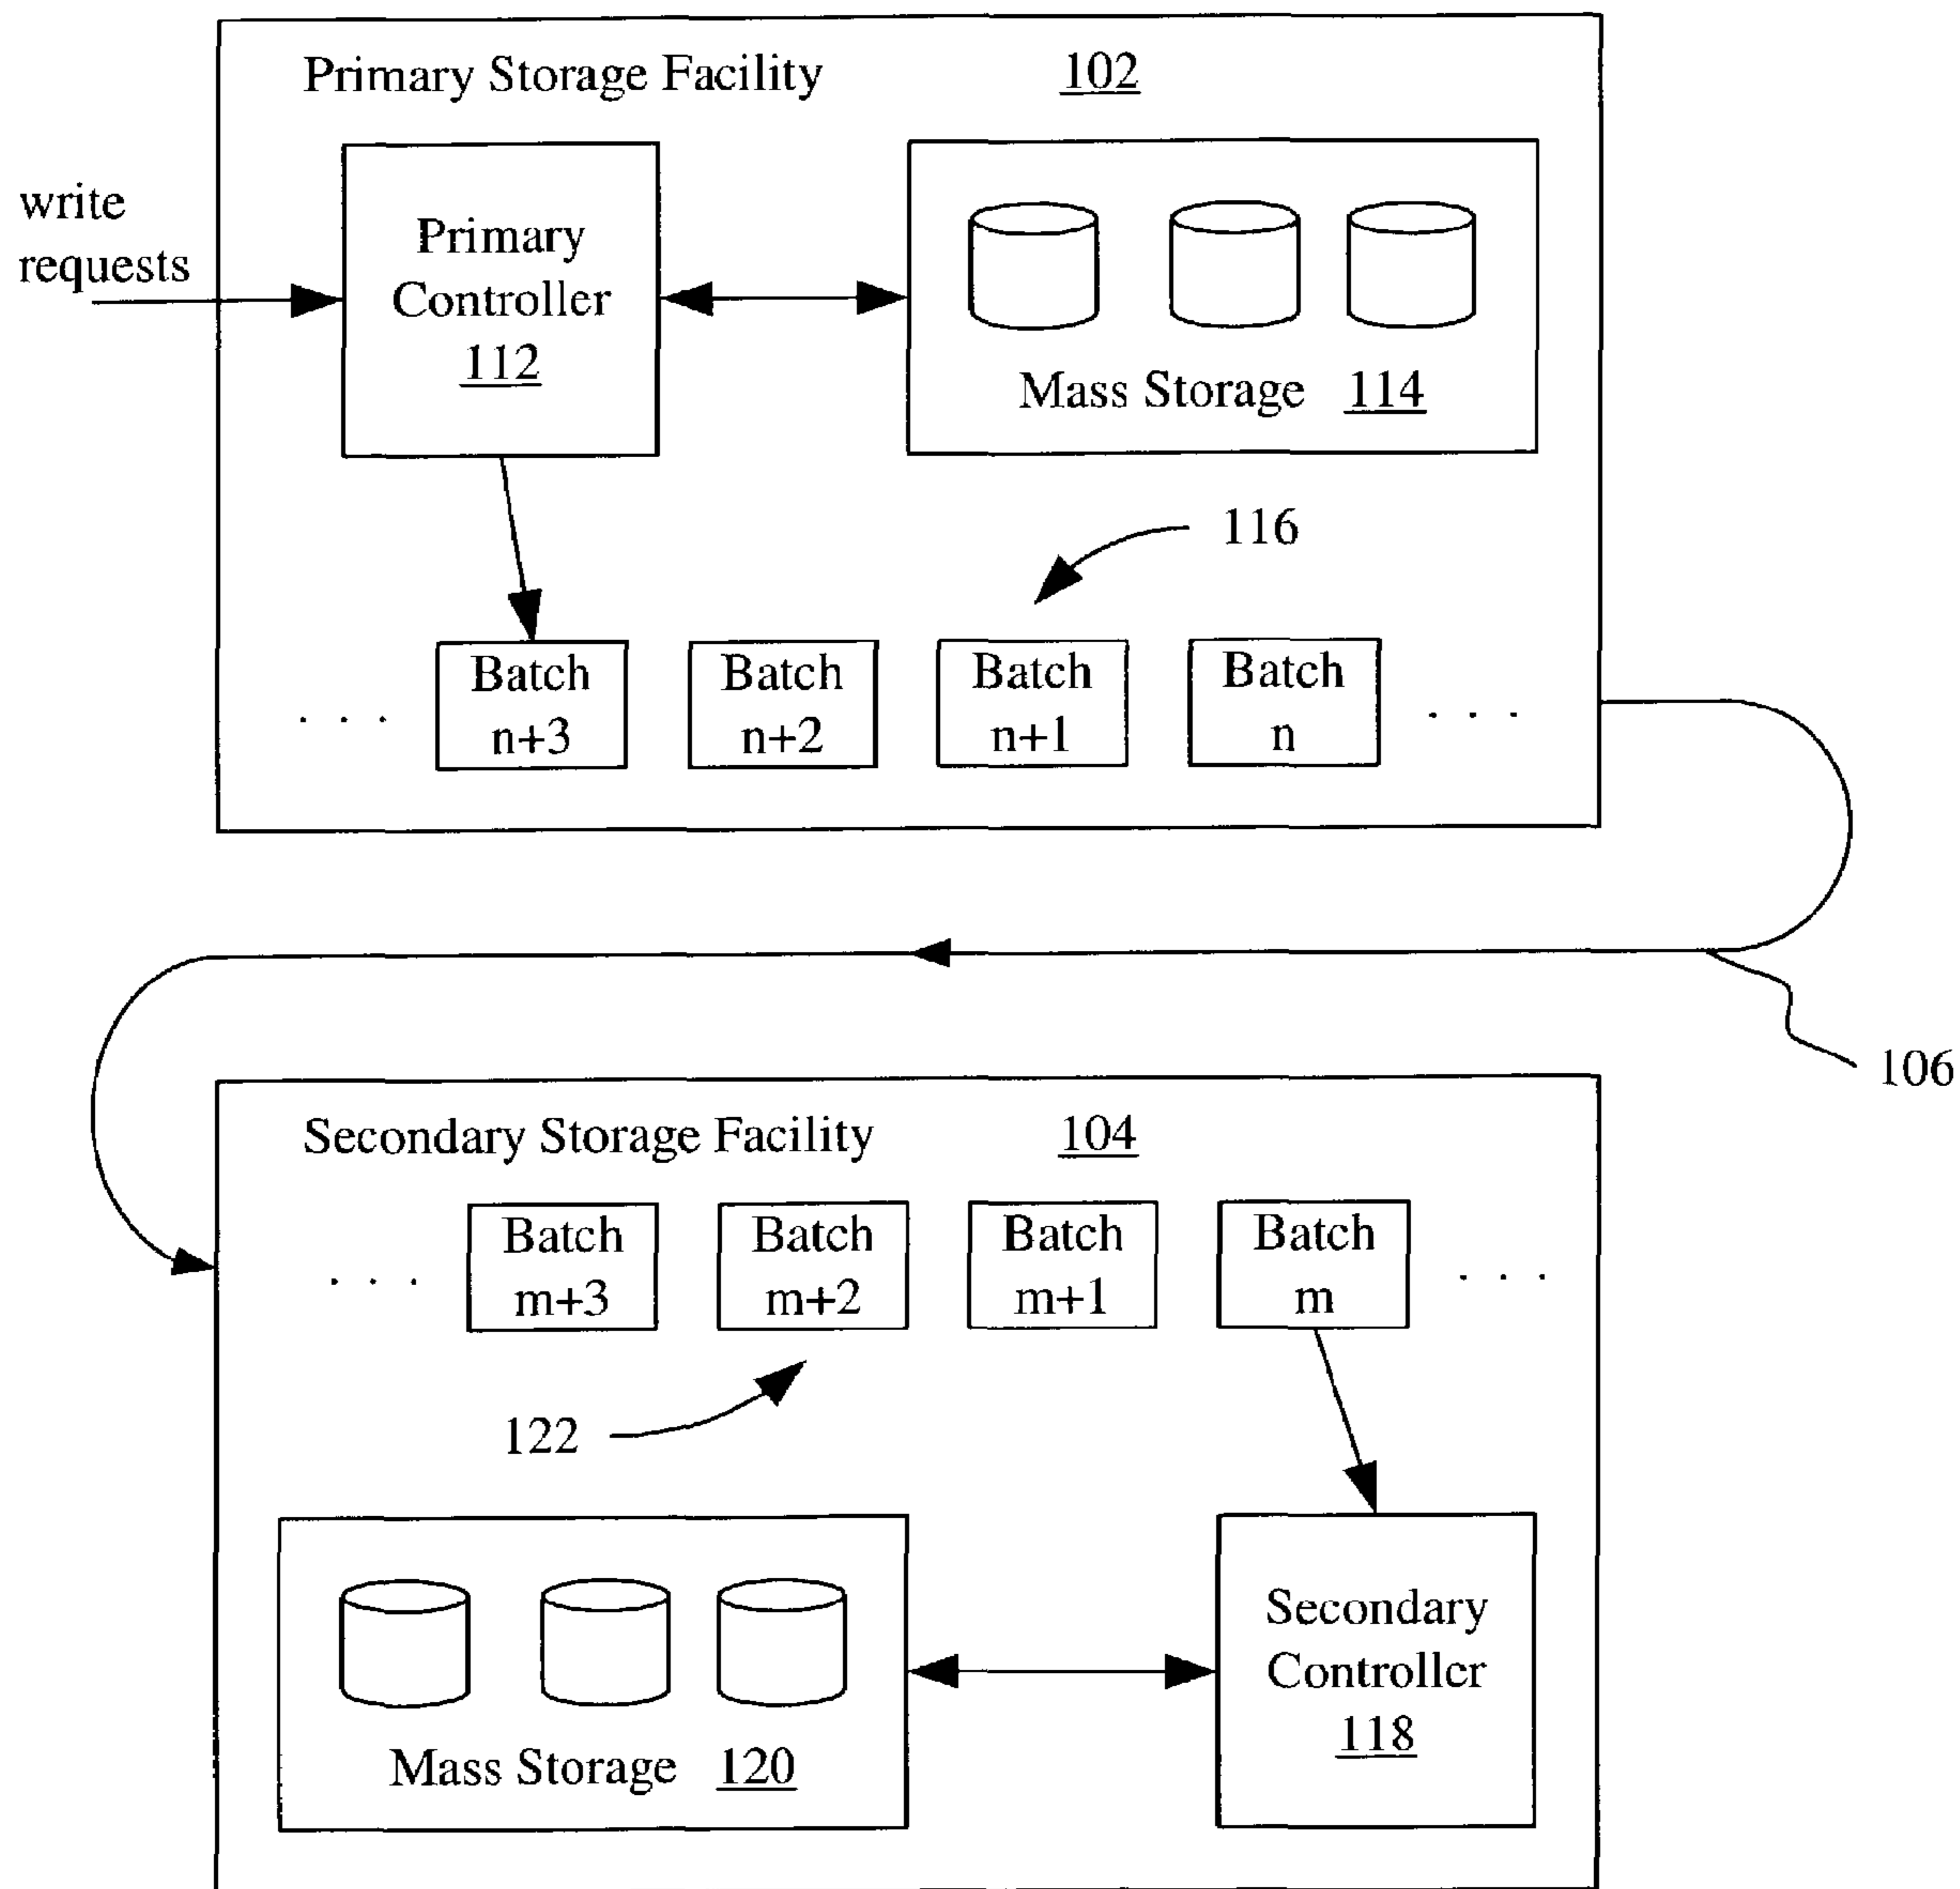 Primary Storage Facility 102
write
requests
Primary
Controller
112
Mass Storage 114
116
Batch
n+3
Batch
n+2
Batch
n+1
Batch
n
. . .
. . .
106
Secondary Storage Facility 104
Batch
m+3
Batch
m+2
Batch
m+1
Batch
m
. . .
. . .
122
Mass Storage 120
Secondary
Controller
118